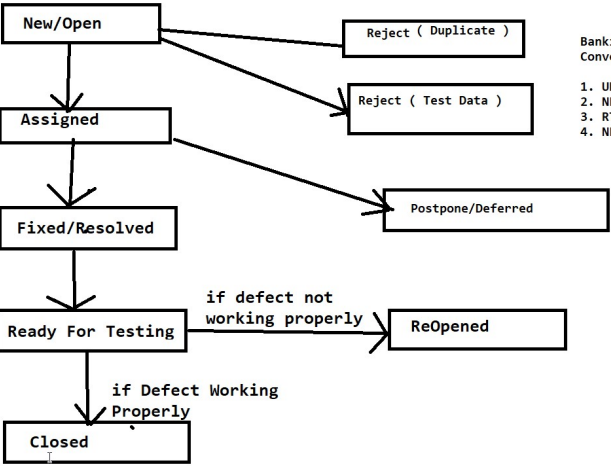 New/Open
Reject ( Duplicate )
Reject ( Test Data )
1.
2.
3.
4.
Assigned
Postpone/Deferred
Fixed/Resolved
if defect not
working properly
Ready For Testing
ReOpened
if Defect Working
Properly
Closed